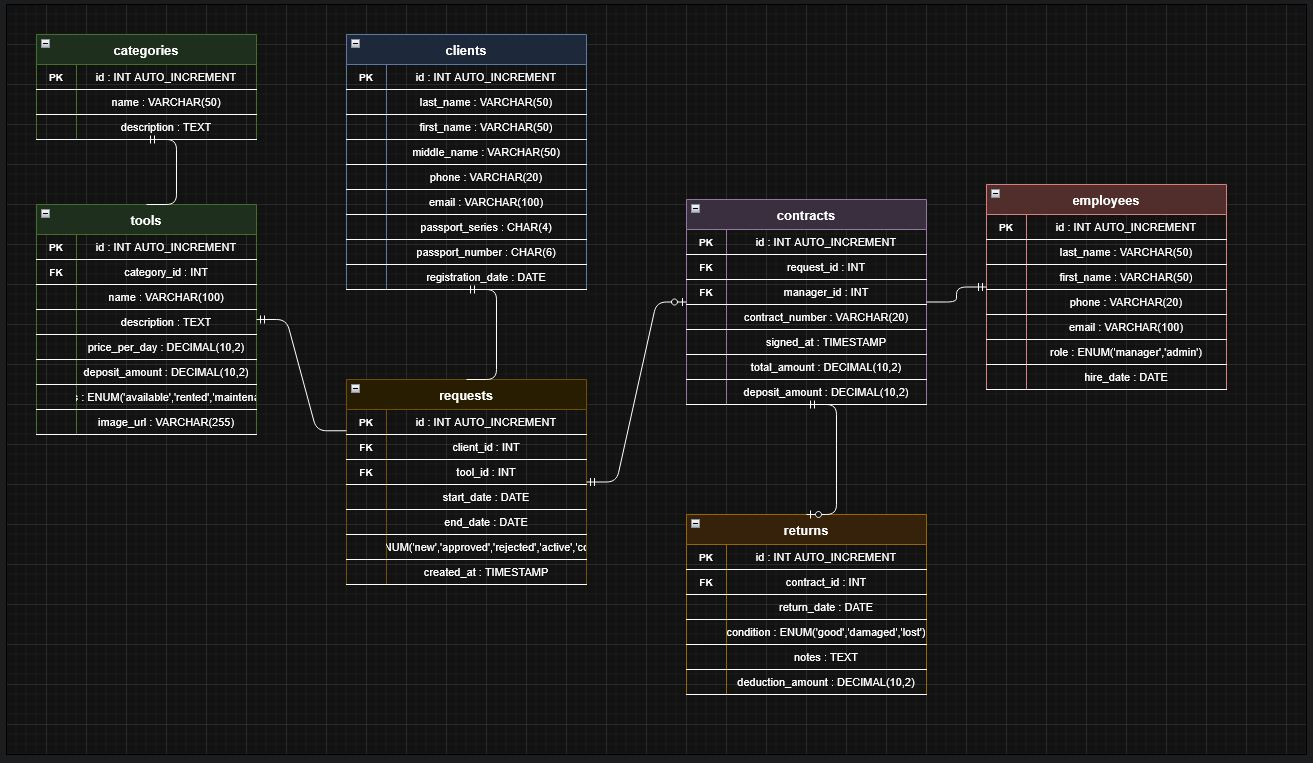 categories
PK id : INT AUTO_INCREMENT
name : VARCHAR(50)
description : TEXT
tools
PK id : INT AUTO_INCREMENT
FK category_id : INT
name : VARCHAR(100)
description : TEXT
price_per_day : DECIMAL(10,2)
deposit_amount : DECIMAL(10,2)
: ENUM('available','rented',
image_url : VARCHAR(255)
clients
PK id : INT AUTO_INCREMENT
last_name : VARCHAR(50)
first_name : VARCHAR(50)
middle_name : VARCHAR(50)
phone : VARCHAR(20)
email : VARCHAR(100)
passport_series : CHAR(4)
passport_number : CHAR(6)
registration_date : DATE
requests
PK id : INT AUTO_INCREMENT
FK client_id : INT
FK tool_id : INT
start_date : DATE
end_date : DATE
'new','approved','rejected','active',
created_at : TIMESTAMP
contracts
PK id : INT AUTO_INCREMENT
FK request_id : INT
FK manager_id : INT
contract_number : VARCHAR(20)
signed_at : TIMESTAMP
total_amount : DECIMAL(10,2)
deposit_amount : DECIMAL(10,2)
returns
PK id : INT AUTO_INCREMENT
FK contract_id : INT
return_date : DATE
condition : ENUM('good','damaged','lost')
notes : TEXT
deduction_amount : DECIMAL(10,2)
employees
PK id : INT AUTO_INCREMENT
last_name : VARCHAR(50)
first_name : VARCHAR(50)
phone : VARCHAR(20)
email : VARCHAR(100)
role : ENUM('manager','admin')
hire_date : DATE